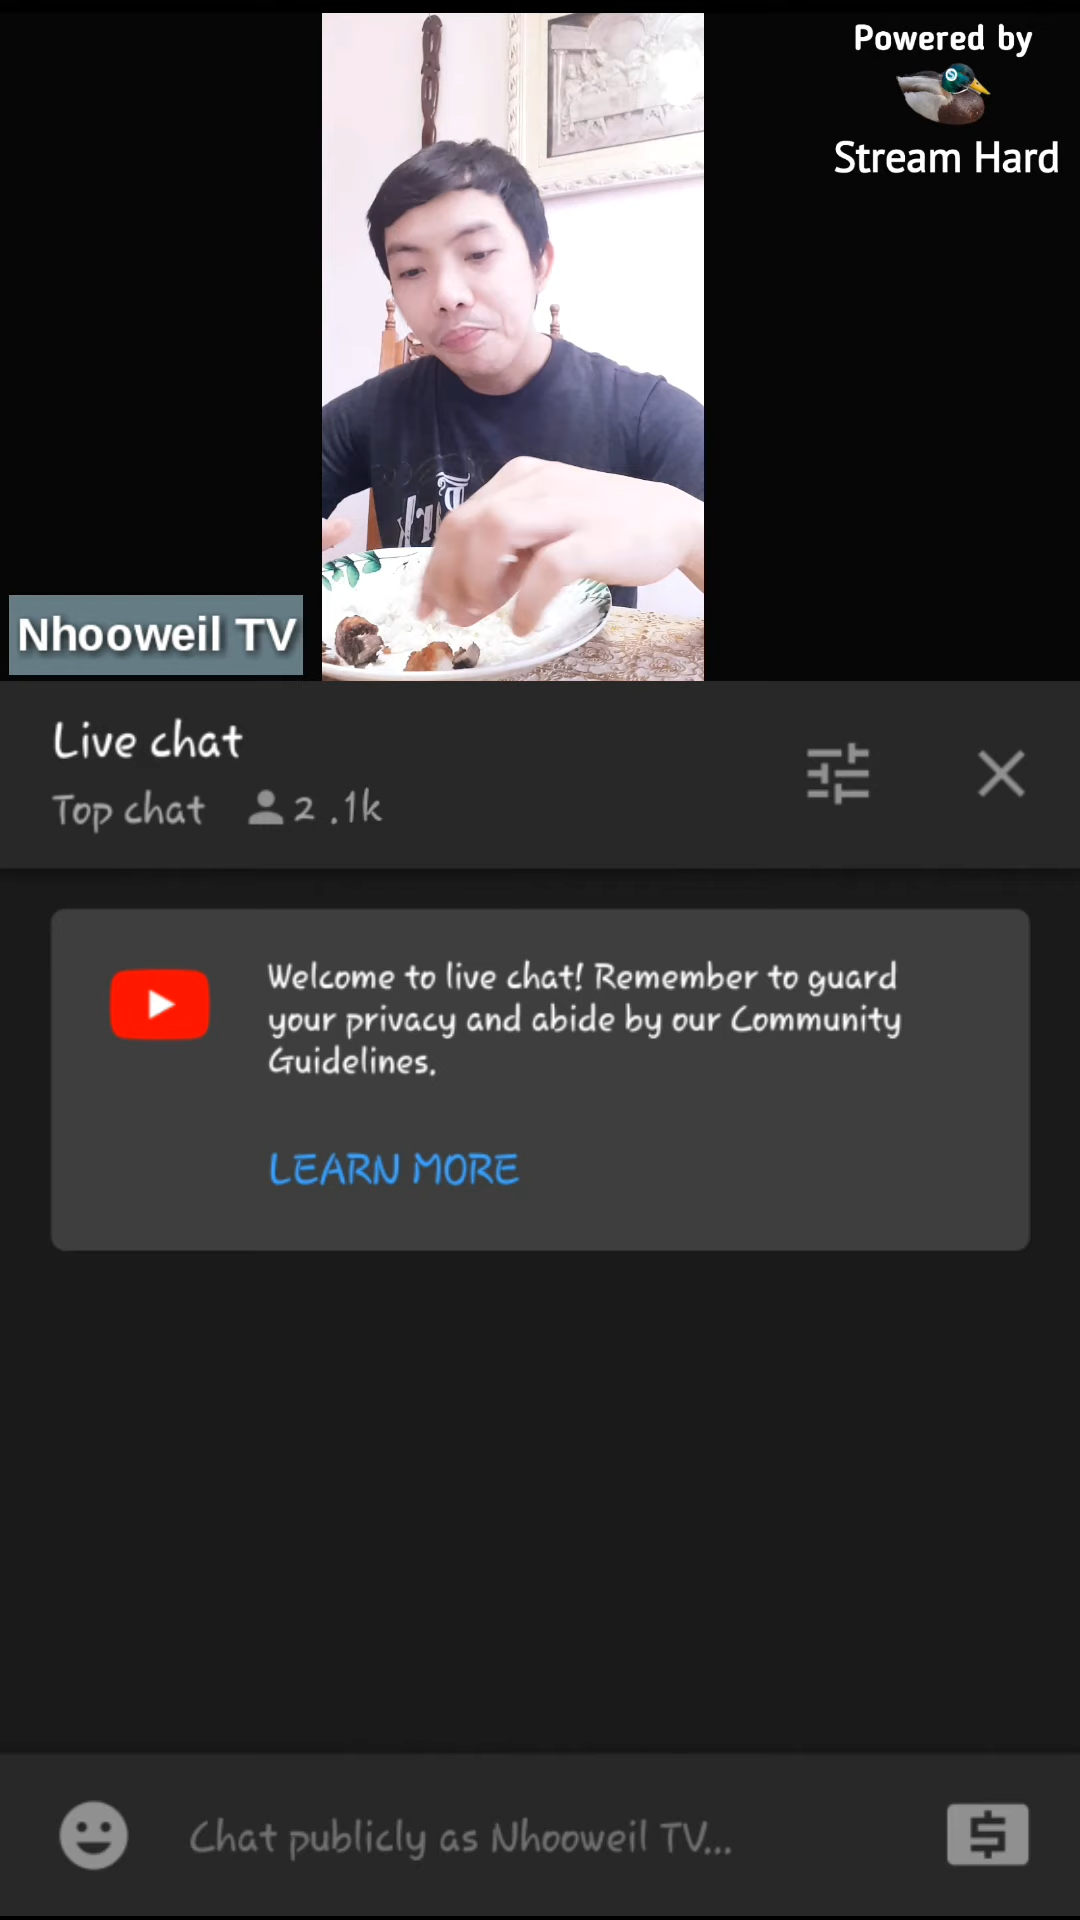 Powered by
Stream Hard
Nhooweil TV
Live chat
Top chat 2 .1k
Welcome to live chat! Remember to guard
your privacy and abide by our Community
Guidelines.
LEARN MORE
Chat publicly as Nhooweil TV...